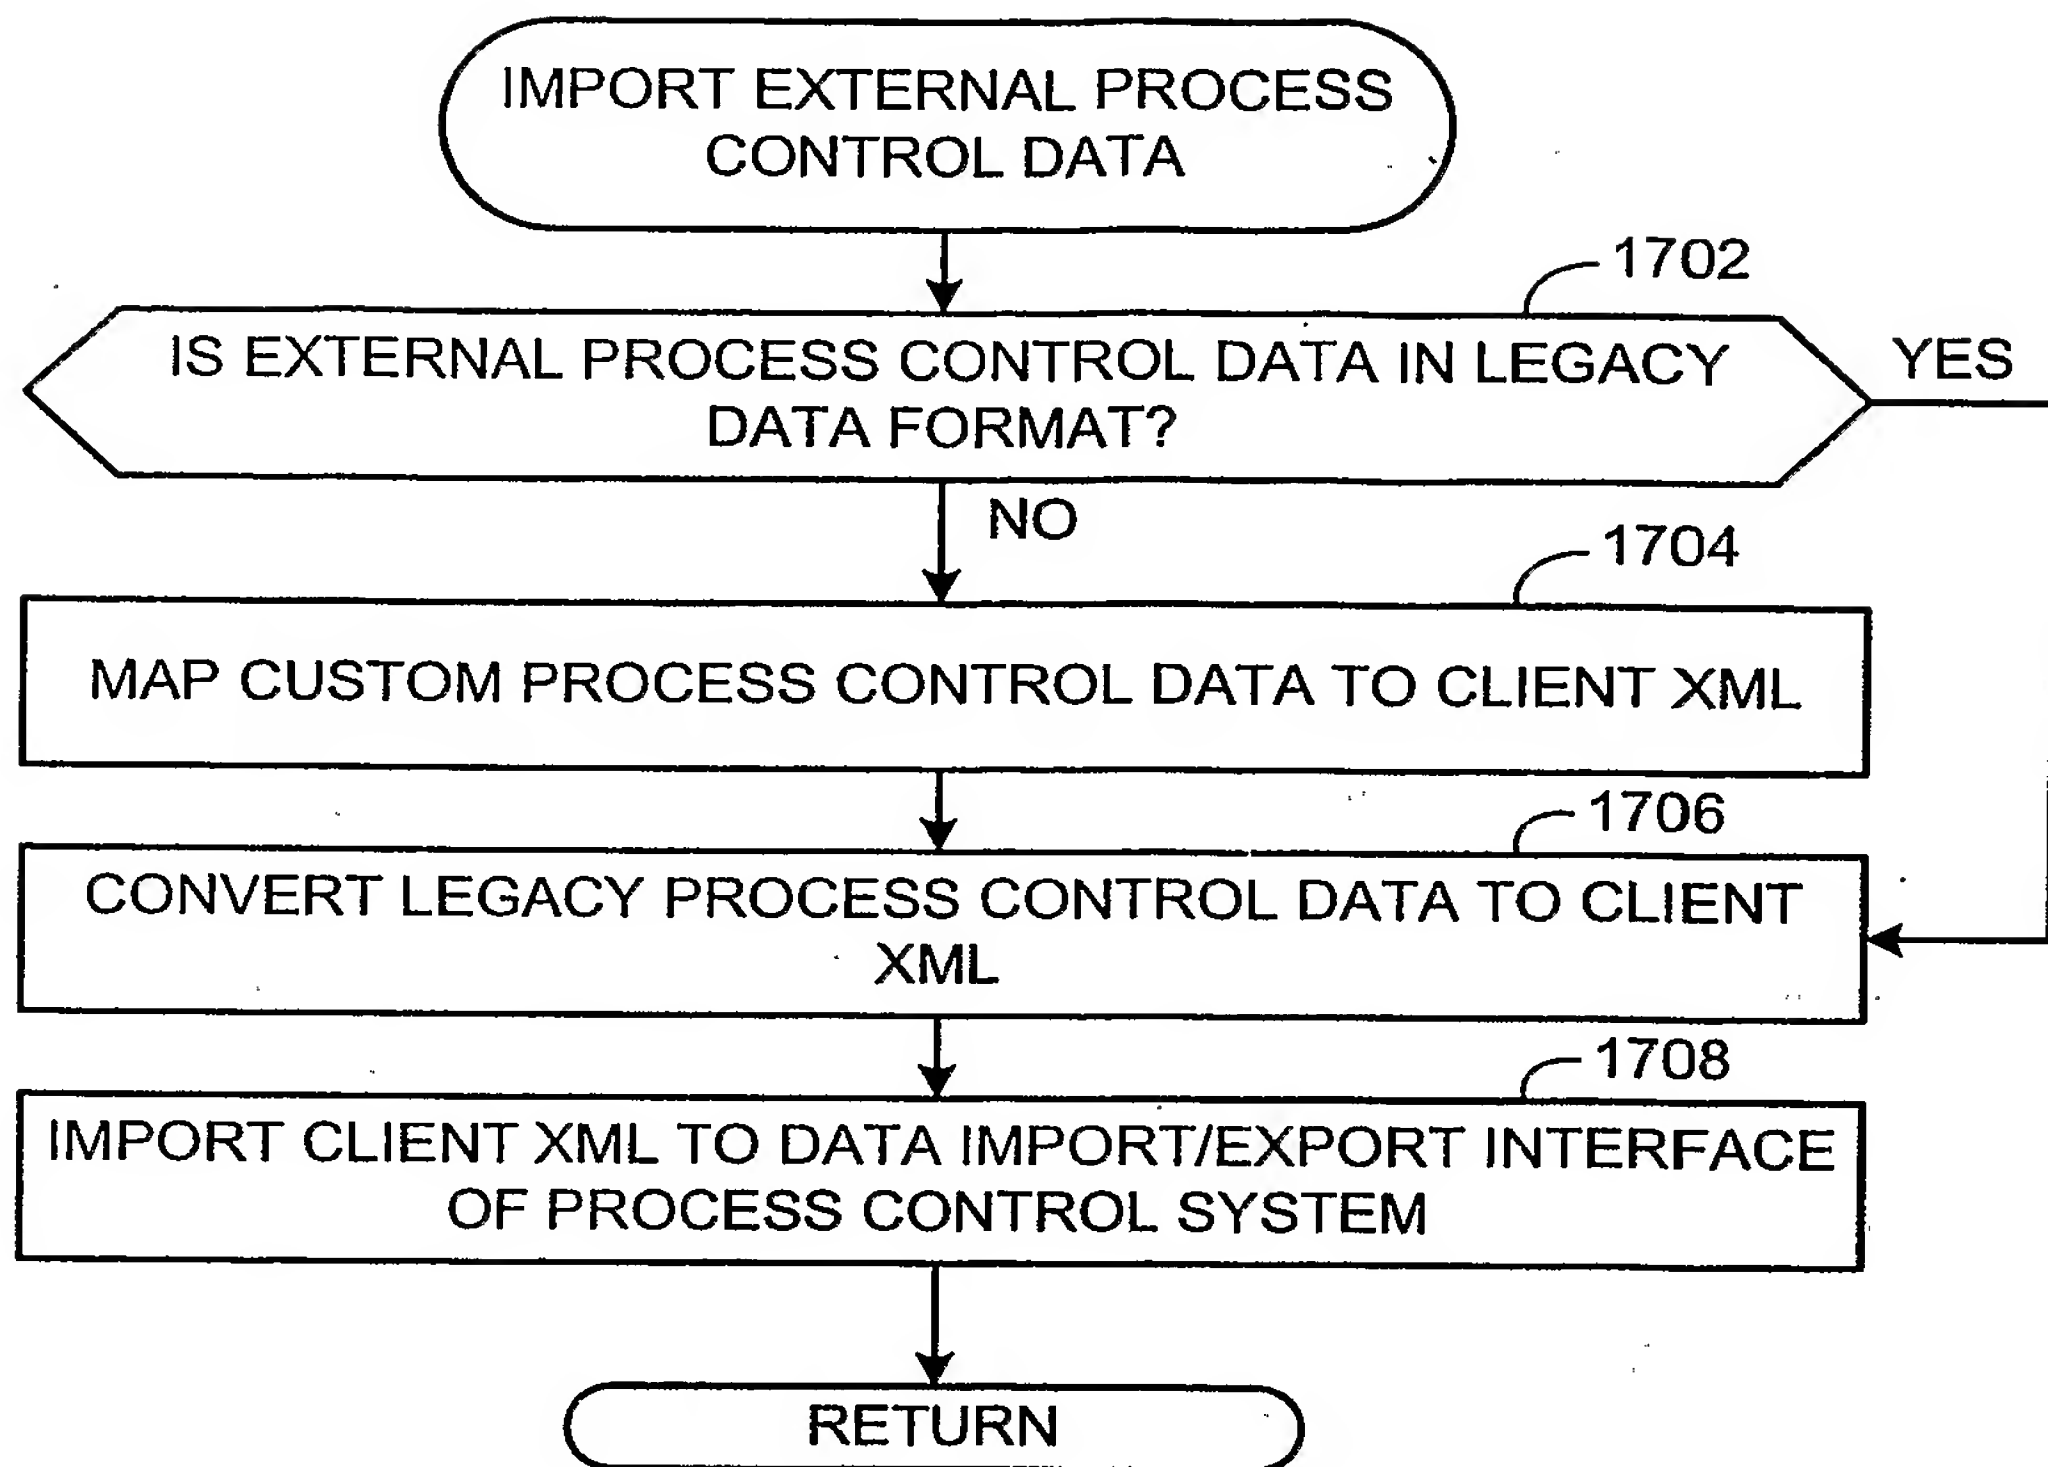 IMPORT EXTERNAL PROCESS
CONTROL DATA
1702
IS EXTERNAL PROCESS CONTROL DATA IN LEGACY
DATA FORMAT?
YES
NO
1704
MAP CUSTOM PROCESS CONTROL DATA TO CLIENT XML
1706
CONVERT LEGACY PROCESS CONTROL DATA TO CLIENT
XML
1708
IMPORT CLIENT XML TO DATA IMPORT/EXPORT INTERFACE
OF PROCESS CONTROL SYSTEM
RETURN